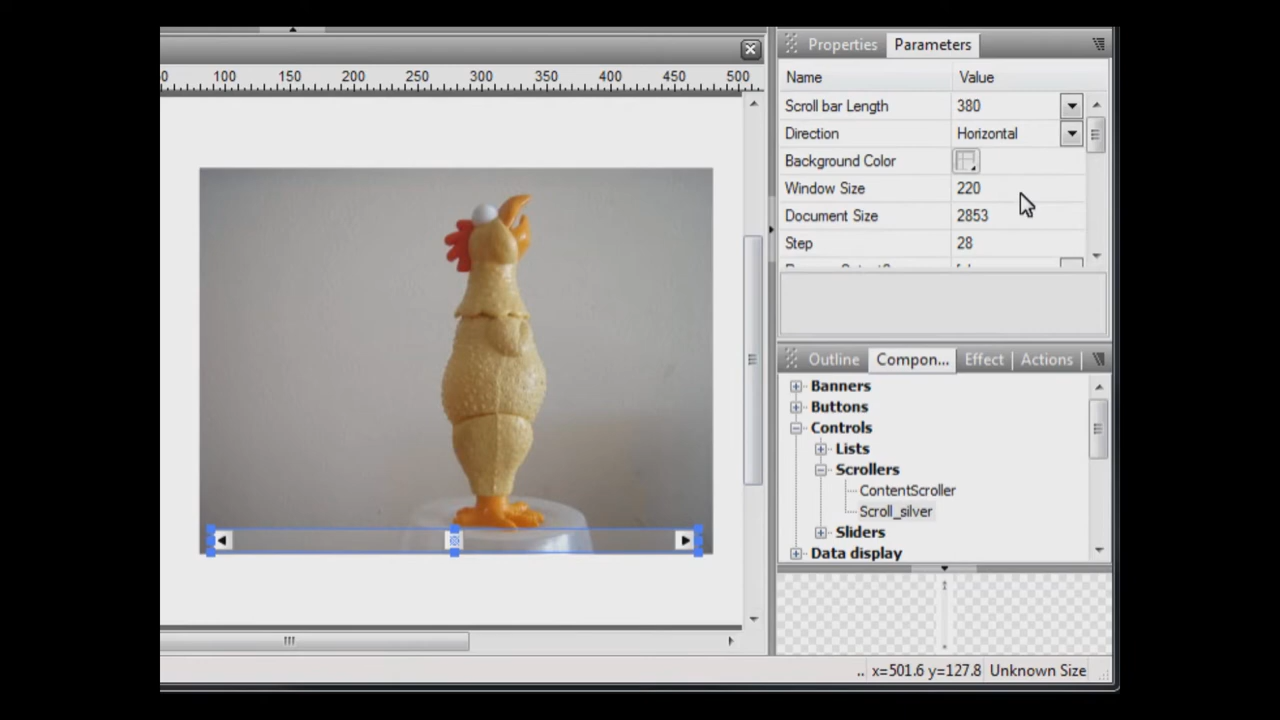 Properties Parameters
100 150 200 250 300 350 400 450 500
Name Value
Scroll bar Length 380
Direction Horizontal
Background Color
Window Size 220
Document Size 2853
Step 28
Outline Compon... Effect Actions
Banners
Buttons
Controls
Lists
Scrollers
ContentScroller
Scroll_silver
Sliders
Data display
.. x=501.6 y=127.8 Unknown Size